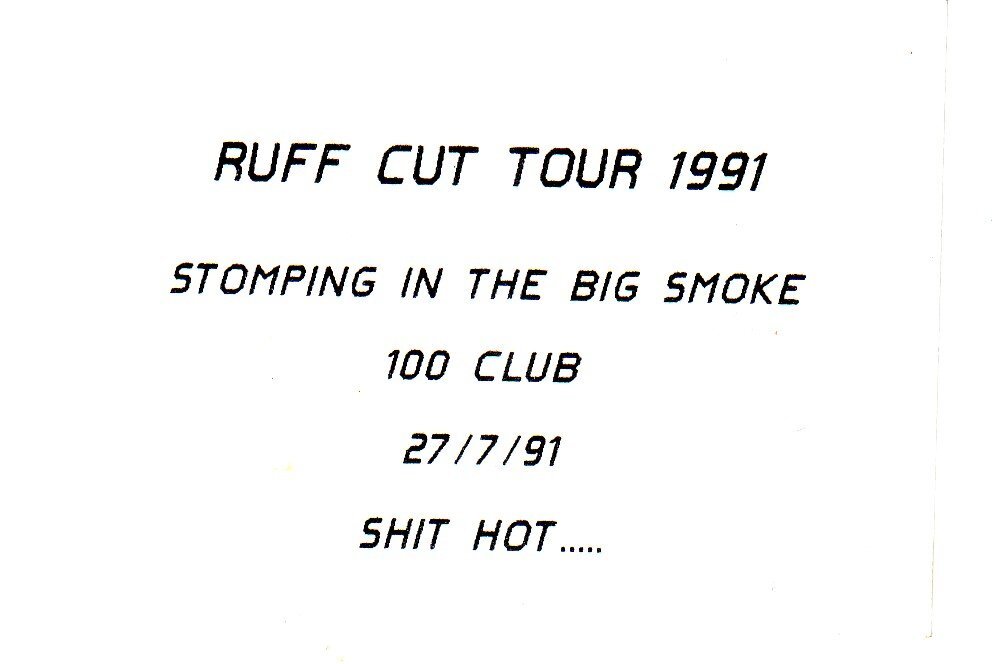 RUFF CUT TOUR 1991
STOMPING IN THE BIG SMOKE
100 CLUB
27/7/91
SHIT HOT.....